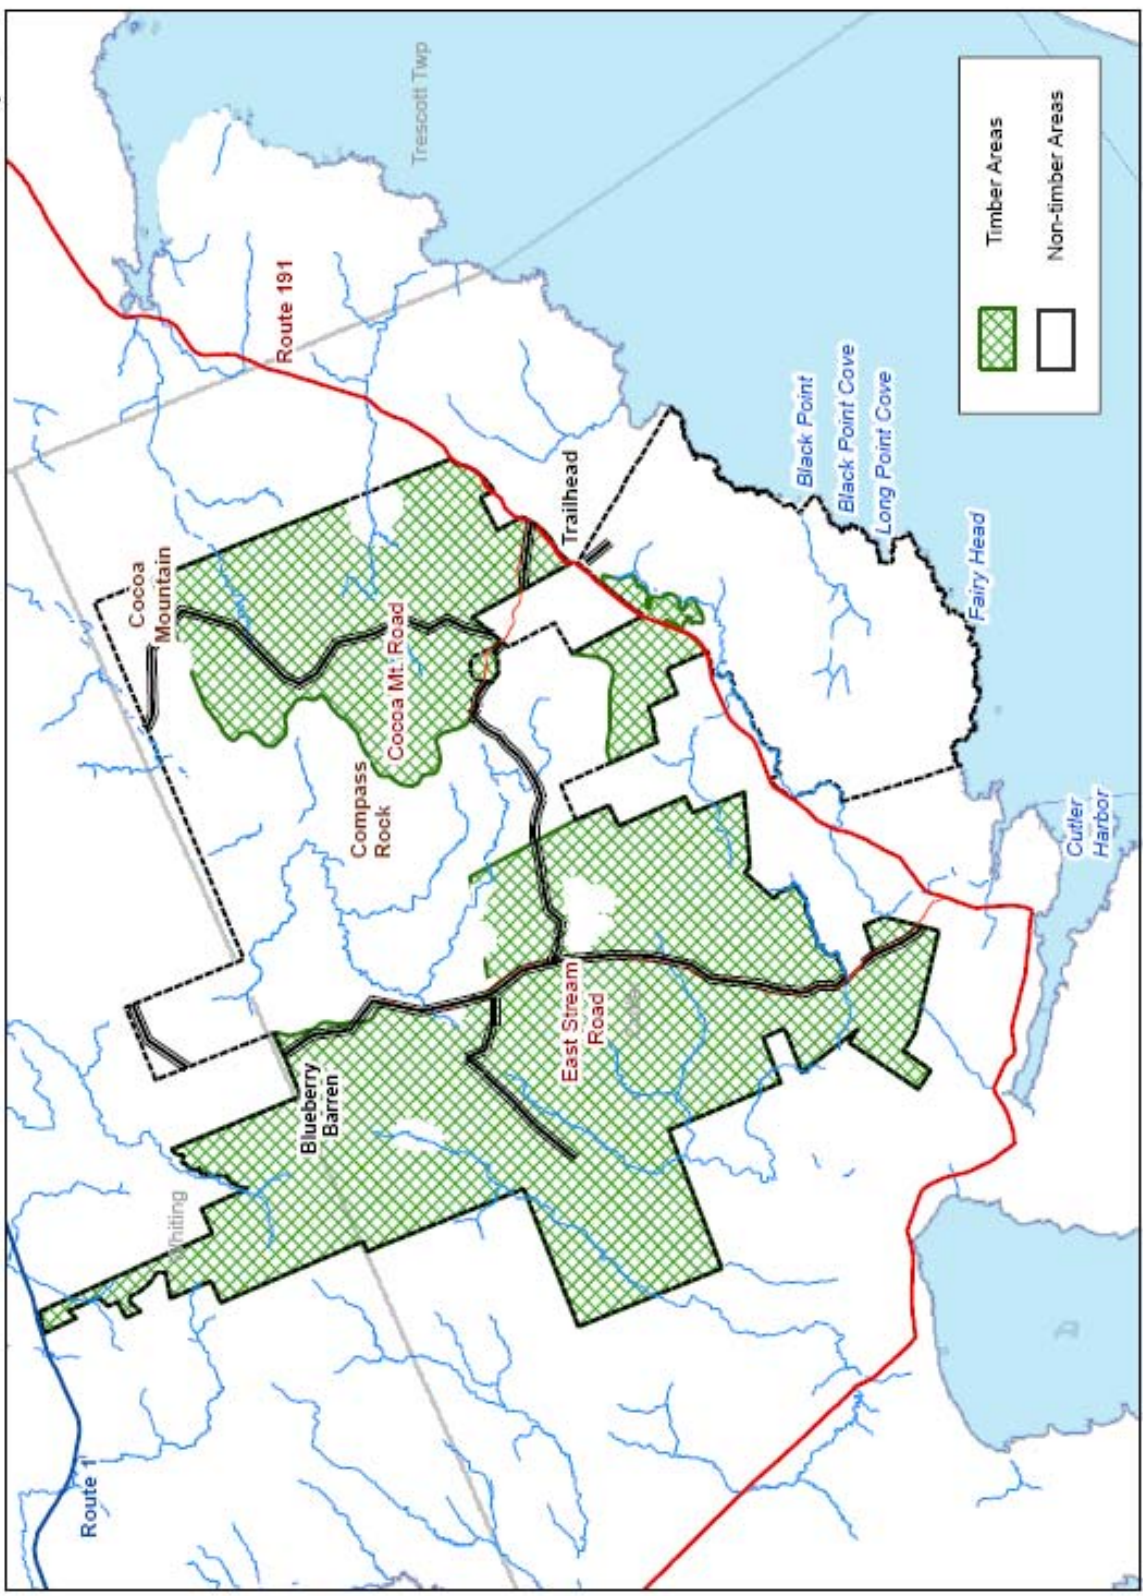 Trescott Twp
Route 191
Timber Areas
Non-timber Areas
Black Point
Black Point Cove
Long Point Cove
Fairy Head
Trailhead
Cocoa
Mountain
Cocoa Mt. Road
Compass
Rock
Cutler
Harbor
East Stream
Road
Blueberry
Barren
Whiting
Route 1